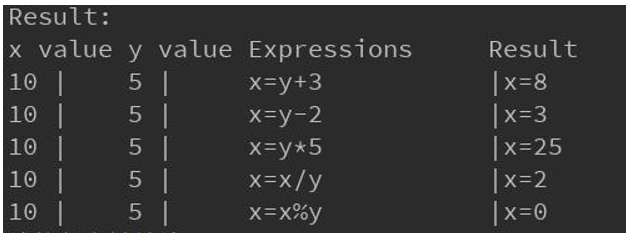 Result:
x value y value Expressions     Result
10 |    5 |     x=y+3           |x=8
10 |    5 |     x=y-2           |x=3
10 |    5 |     x=y*5           |x=25
10 |    5 |     x=x/y           |x=2
10 |    5 |     x=x%y           |x=0